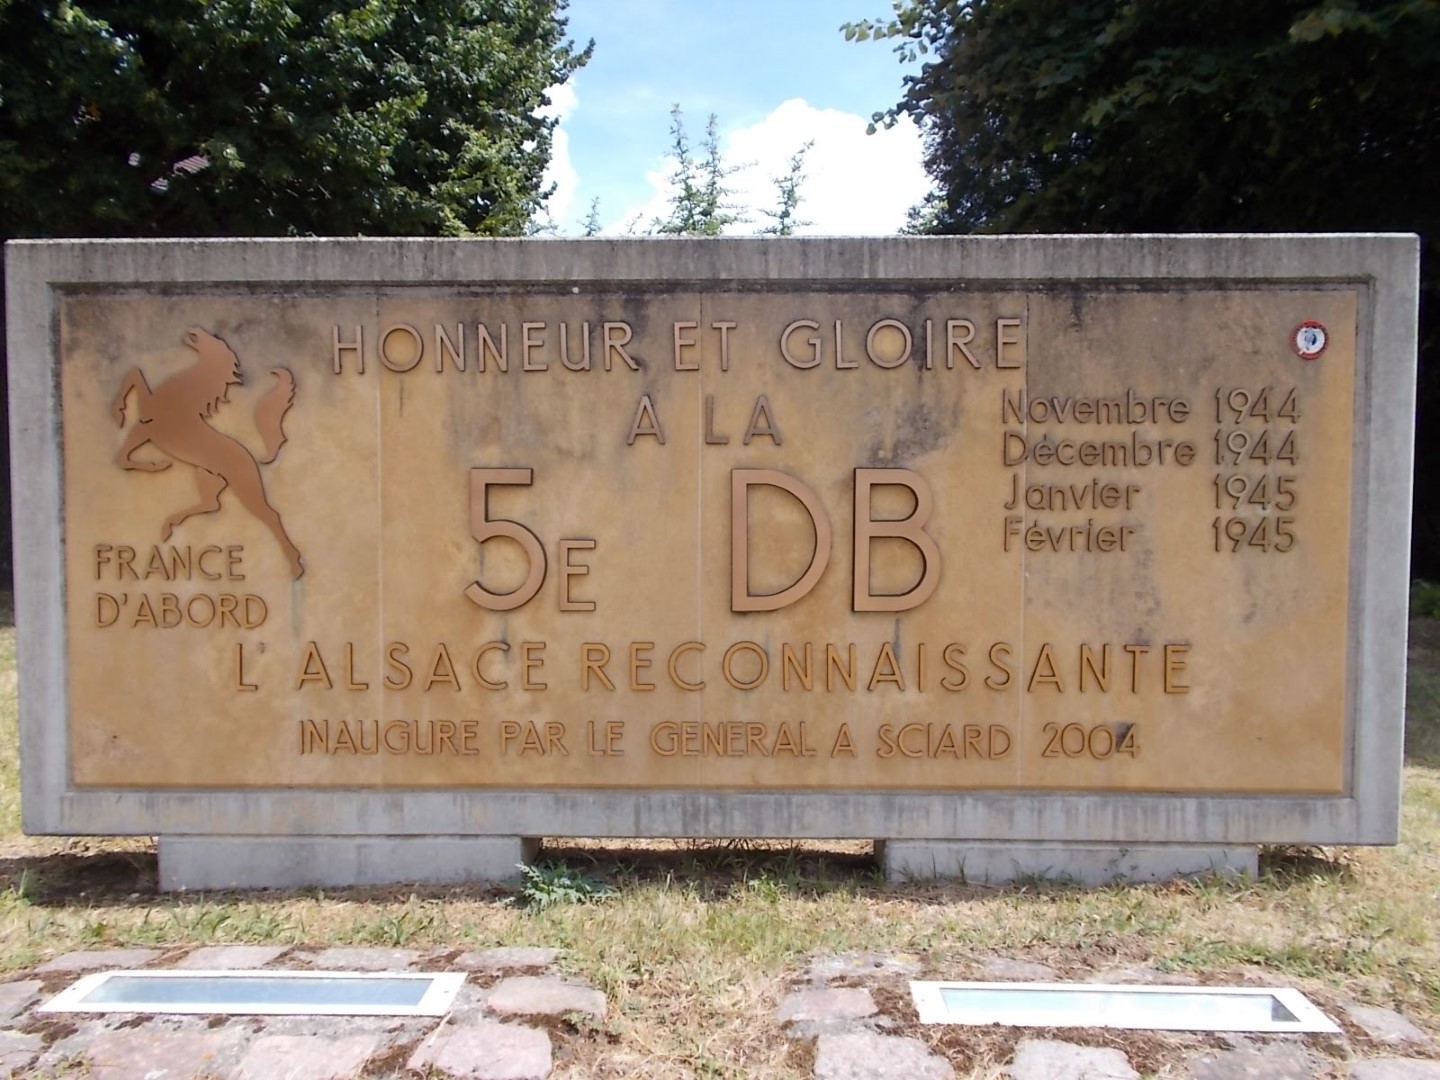 HONNEUR ET GLOIRE
A LA
5E DB
Novembre 1944
Décembre 1944
Janvier 1945
Février 1945
FRANCE
D'ABORD
L'ALSACE RECONNAISSANTE
INAUGURE PAR LE GENERAL A SCIARD 2004